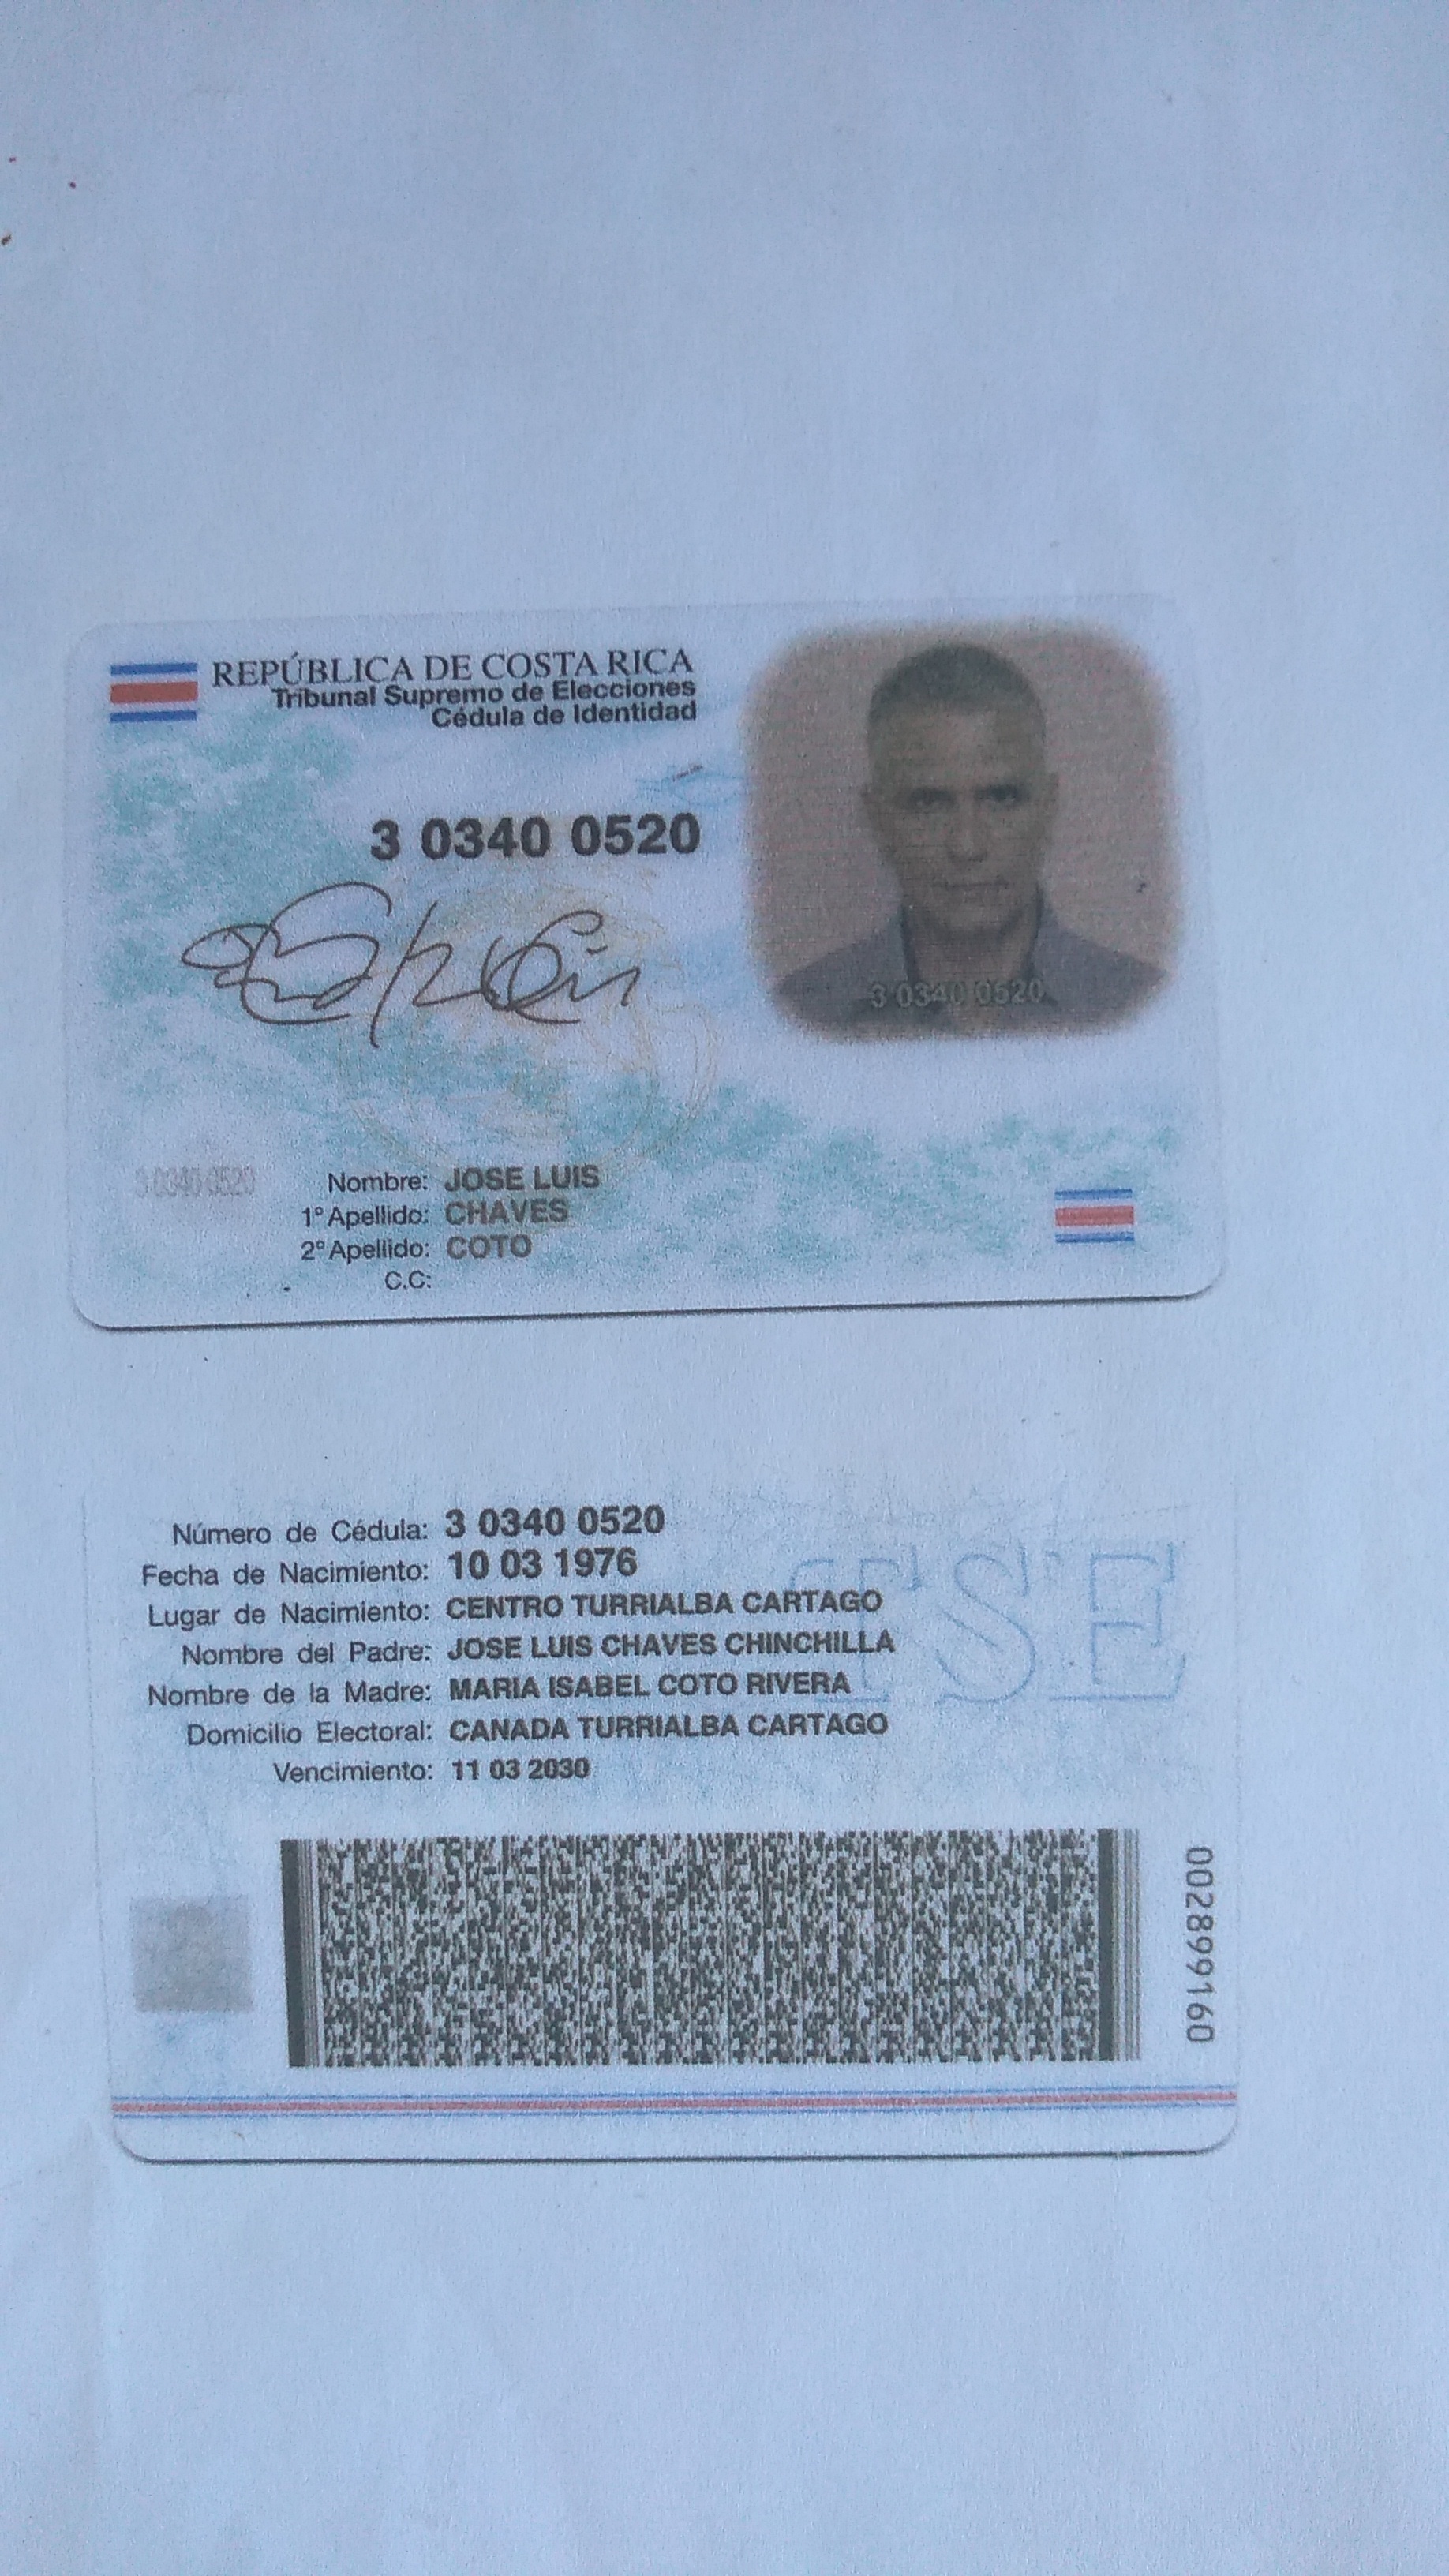 REPÚBLICA DE COSTA RICA
Tribunal Supremo de Elecciones
Cédula de Identidad
3 0340 0520
3 0340 0520
3 0340 0520
Nombre: JOSE LUIS
1º Apellido: CHAVES
2º Apellido: COTO
C.C:
Número de Cédula: 3 0340 0520
Fecha de Nacimiento: 10 03 1976
Lugar de Nacimiento: CENTRO TURRIALBA CARTAGO
Nombre del Padre: JOSE LUIS CHAVES CHINCHILLA
Nombre de la Madre: MARIA ISABEL COTO RIVERA
Domicilio Electoral: CANADA TURRIALBA CARTAGO
Vencimiento: 11 03 2030
TSE
002899160